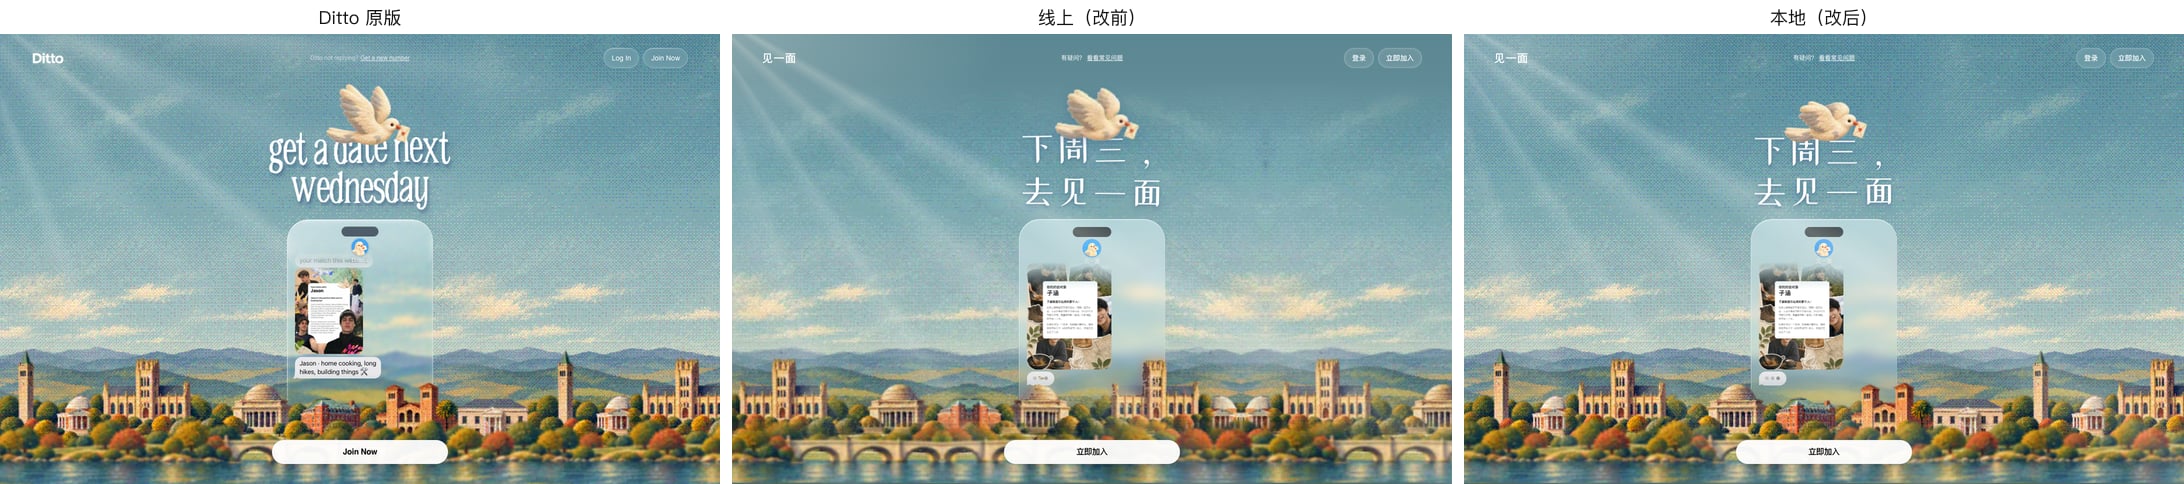 Ditto 原版
Ditto
Ditto not replying? Get a new number
Log In
Join Now
get a date next
wednesday
your match this we
Jason
Jason - home cooking, long
hikes, building things 🛠️
Join Now
线上（改前）
见一面
有疑问？ 看看常见问题
登录
立即加入
下周三，
去见一面
子涵
立即加入
本地（改后）
见一面
有疑问？ 看看常见问题
登录
立即加入
下周三，
去见一面
子涵
立即加入